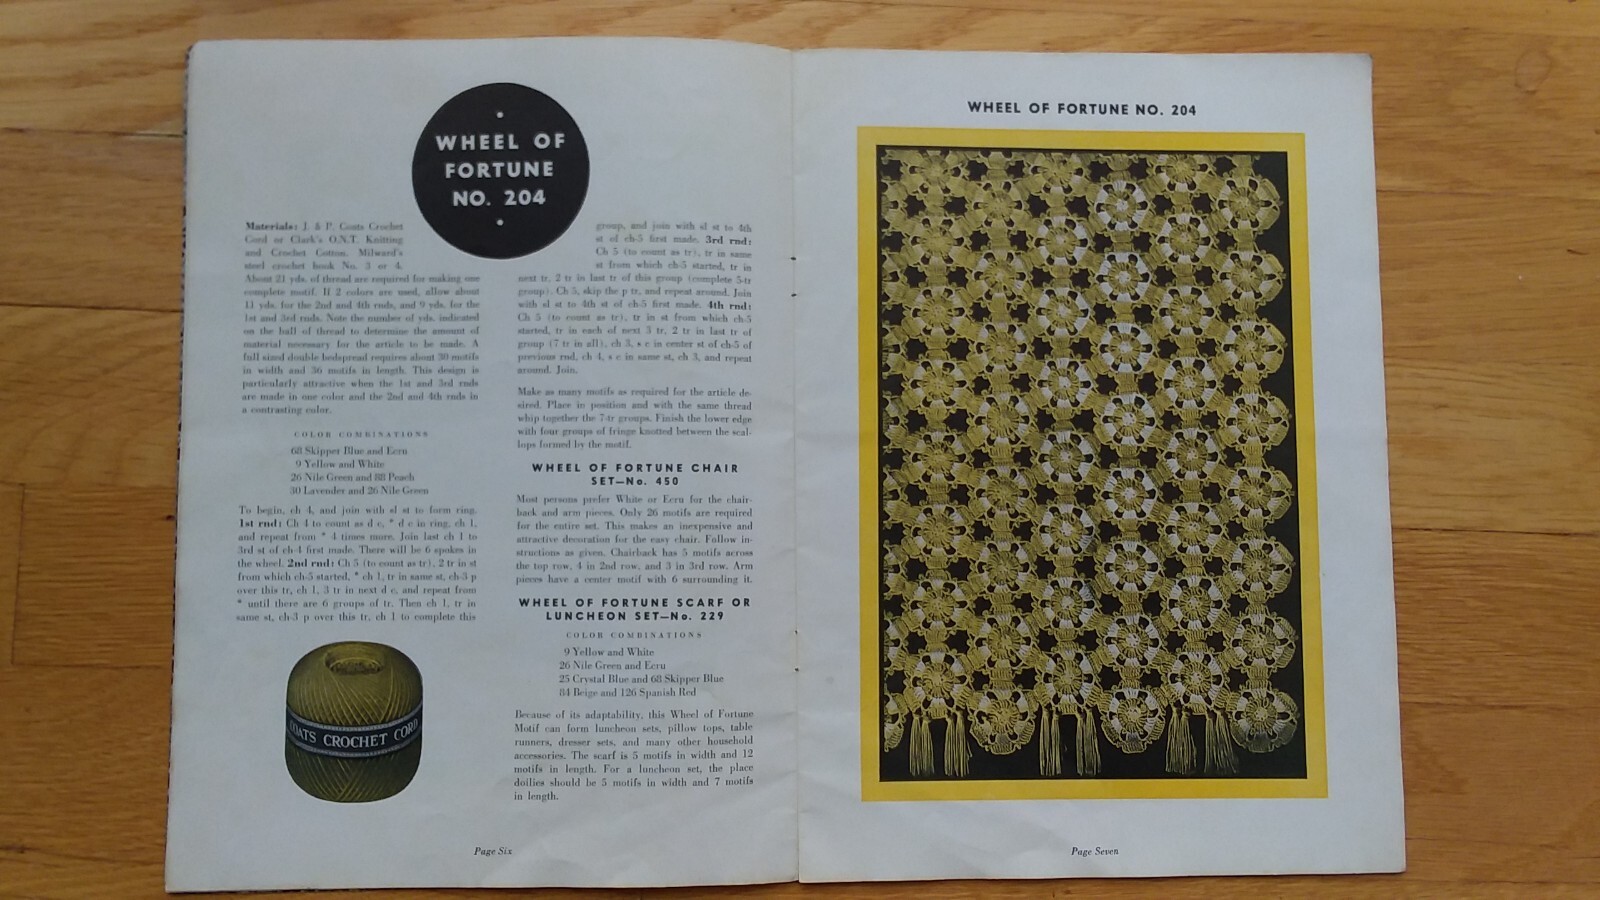 WHEEL OF
FORTUNE
NO. 204
Materials: J. & P. Coats Crochet
Cord or Clark's O.N.T. Knitting
and Crochet Cotton. Milward's
steel crochet hook No. 3 or 4.
About 21 yds. of thread are required for making one
complete motif. If 2 colors are used, allow about
11 yds. for the 2nd and 4th rnds, and 9 yds. for the
1st and 3rd rnds. Note the number of yds. indicated
on the ball of thread to determine the amount of
material necessary for the article to be made. A
full sized double bedspread requires about 30 motifs
in width and 36 motifs in length. This design is
particularly attractive when the 1st and 3rd rnds
are made in one color and the 2nd and 4th rnds in
a contrasting color.
COLOR COMBINATIONS
68 Skipper Blue and Ecru
9 Yellow and White
26 Nile Green and 88 Peach
30 Lavender and 26 Nile Green
To begin, ch 4, and join with sl st to form ring.
1st rnd: Ch 4 to count as d c, * d c in ring, ch 1,
and repeat from * 4 times more. Join last ch 1 to
3rd st of ch-4 first made. There will be 6 spokes in
the wheel. 2nd rnd: Ch 5 (to count as tr), 2 tr in st
from which ch-5 started, * ch 1, tr in same st, ch-3 p
over this tr, ch 1, 3 tr in next d c, and repeat from
* until there are 6 groups of tr. Then ch 1, tr in
same st, ch-3 p over this tr, ch 1 to complete this
COATS CROCHET CORD
group, and join with sl st to 4th
st of ch-5 first made. 3rd rnd:
Ch 5 (to count as tr), tr in same
st from which ch-5 started, tr in
next tr, 2 tr in last tr of this group (complete 5-tr
group). Ch 5, skip the p tr, and repeat around. Join
with sl st to 4th st of ch-5 first made. 4th rnd:
Ch 5 (to count as tr), tr in st from which ch-5
started, tr in each of next 3 tr, 2 tr in last tr of
group (7 tr in all), ch 3, s c in center st of ch-5 of
previous rnd, ch 4, s c in same st, ch 3, and repeat
around. Join.
Make as many motifs as required for the article de-
sired. Place in position and with the same thread
whip together the 7-tr groups. Finish the lower edge
with four groups of fringe knotted between the scal-
lops formed by the motif.
WHEEL OF FORTUNE CHAIR
SET—No. 450
Most persons prefer White or Ecru for the chair-
back and arm pieces. Only 26 motifs are required
for the entire set. This makes an inexpensive and
attractive decoration for the easy chair. Follow in-
structions as given. Chairback has 5 motifs across
the top row, 4 in 2nd row, and 3 in 3rd row. Arm
pieces have a center motif with 6 surrounding it.
WHEEL OF FORTUNE SCARF OR
LUNCHEON SET—No. 229
COLOR COMBINATIONS
9 Yellow and White
26 Nile Green and Ecru
25 Crystal Blue and 68 Skipper Blue
84 Beige and 126 Spanish Red
Because of its adaptability, this Wheel of Fortune
Motif can form luncheon sets, pillow tops, table
runners, dresser sets, and many other household
accessories. The scarf is 5 motifs in width and 12
motifs in length. For a luncheon set, the place
doilies should be 5 motifs in width and 7 motifs
in length.
Page Six
WHEEL OF FORTUNE NO. 204
Page Seven